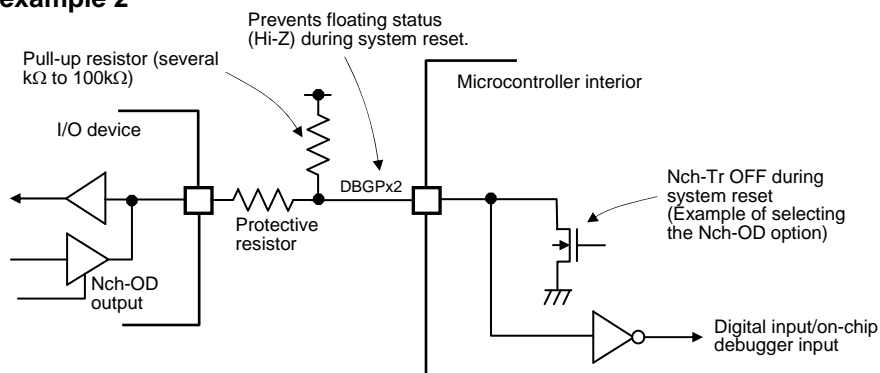 example 2
Prevents floating status
(Hi-Z) during system reset.
Pull-up resistor (several
kΩ to 100kΩ)
Microcontroller interior
I/O device
DBGPx2
Protective
resistor
Nch-Tr OFF during
system reset
(Example of selecting
the Nch-OD option)
Nch-OD
output
Digital input/on-chip
debugger input